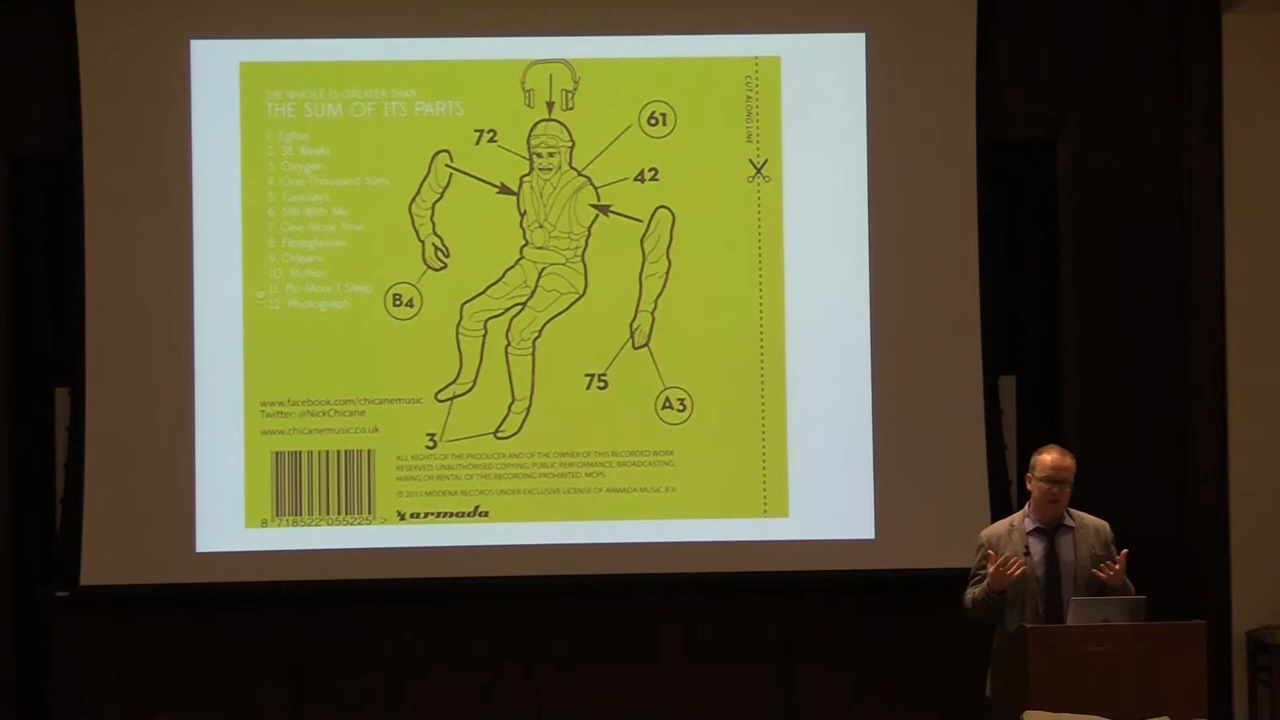 THE WHOLE IS GREATER THAN
THE SUM OF ITS PARTS
1. Eglise
2. 38 Weeks
3. Oxygen
4. One Thousand Suns
5. Tuesdays
6. Still With Me
7. One More Time
8. Fibreglasses
9. Orleans
10. Motion
11. No More I Sleep
12. Photograph
72
61
42
B4
75
A3
3
CUT ALONG LINE
www.facebook.com/chicanemusic
Twitter: @NickChicane
www.chicanemusic.co.uk
8 718522 055225 >
ALL RIGHTS OF THE PRODUCER AND OF THE OWNER OF THIS RECORDED WORK
RESERVED. UNAUTHORISED COPYING, PUBLIC PERFORMANCE, BROADCASTING,
HIRING OR RENTAL OF THIS RECORDING PROHIBITED. MCPS.
℗ 2015 MODENA RECORDS UNDER EXCLUSIVE LICENSE OF ARMADA MUSIC B.V.
armada